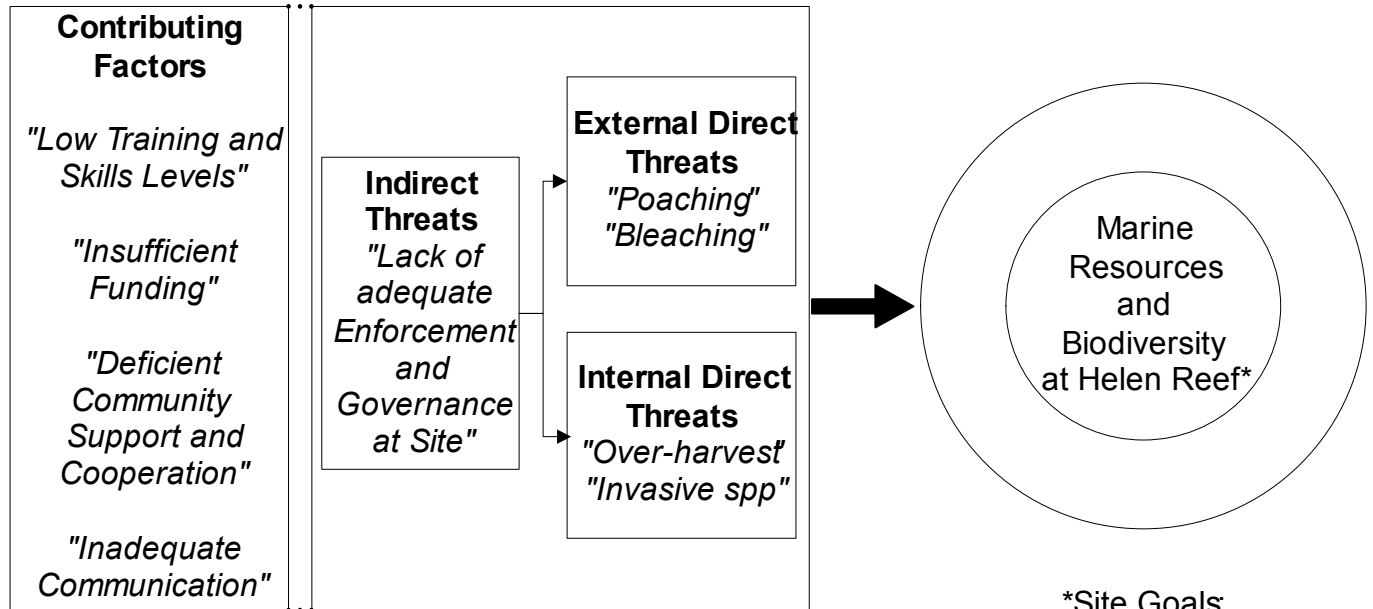 Contributing
Factors
"Low Training and
Skills Levels"
"Insufficient
Funding"
"Deficient
Community
Support and
Cooperation"
"Inadequate
Communication"
Indirect
Threats
"Lack of
adequate
Enforcement
and
Governance
at Site"
External Direct
Threats
"Poaching"
"Bleaching"
Internal Direct
Threats
"Over-harvest"
"Invasive spp"
Marine
Resources
and
Biodiversity
at Helen Reef*
*Site Goals: